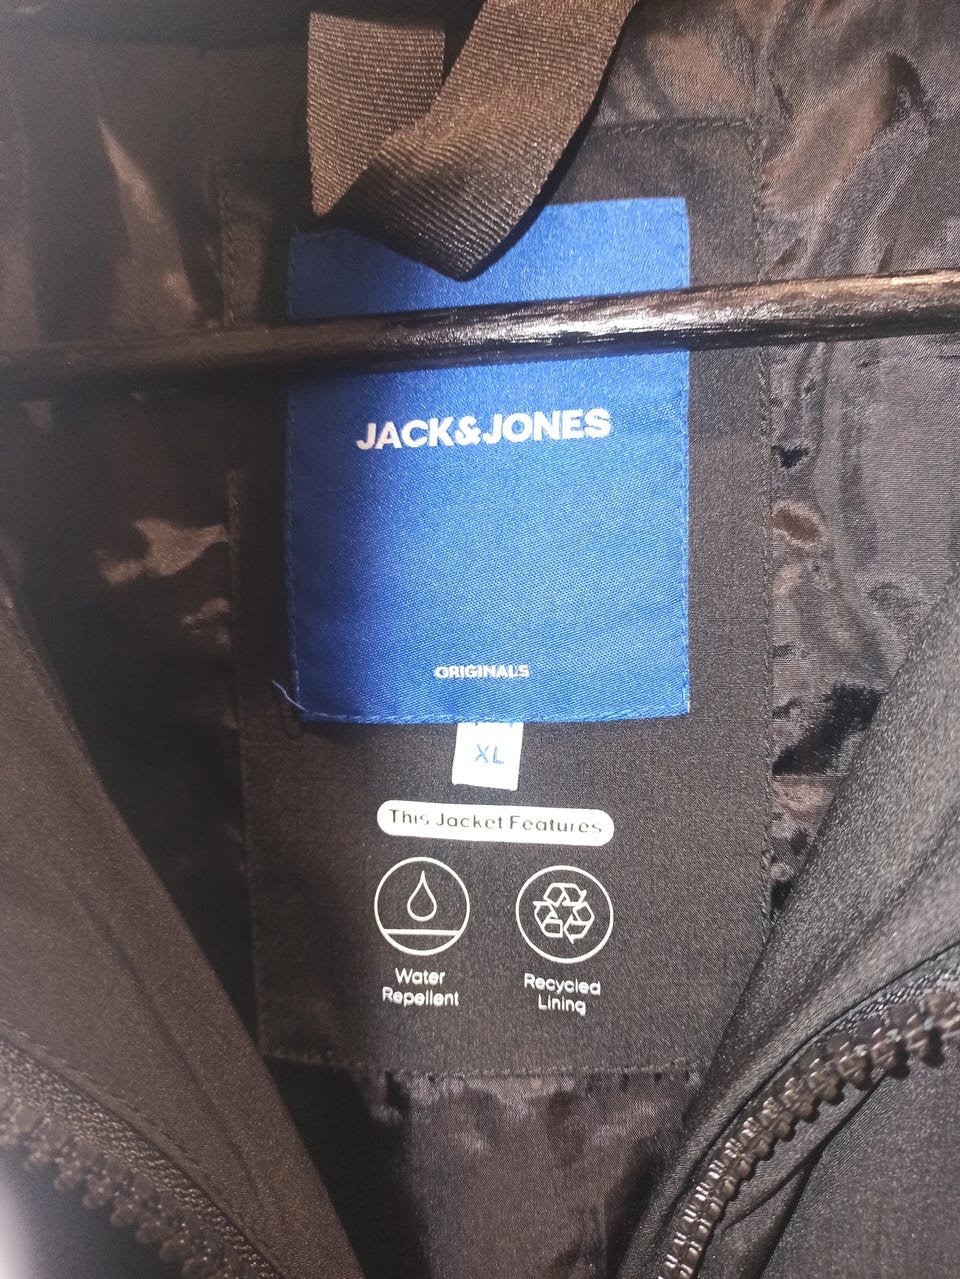 JACK&JONES
ORIGINALS
XL
This Jacket Features
Water
Repellent
Recycled
Lining